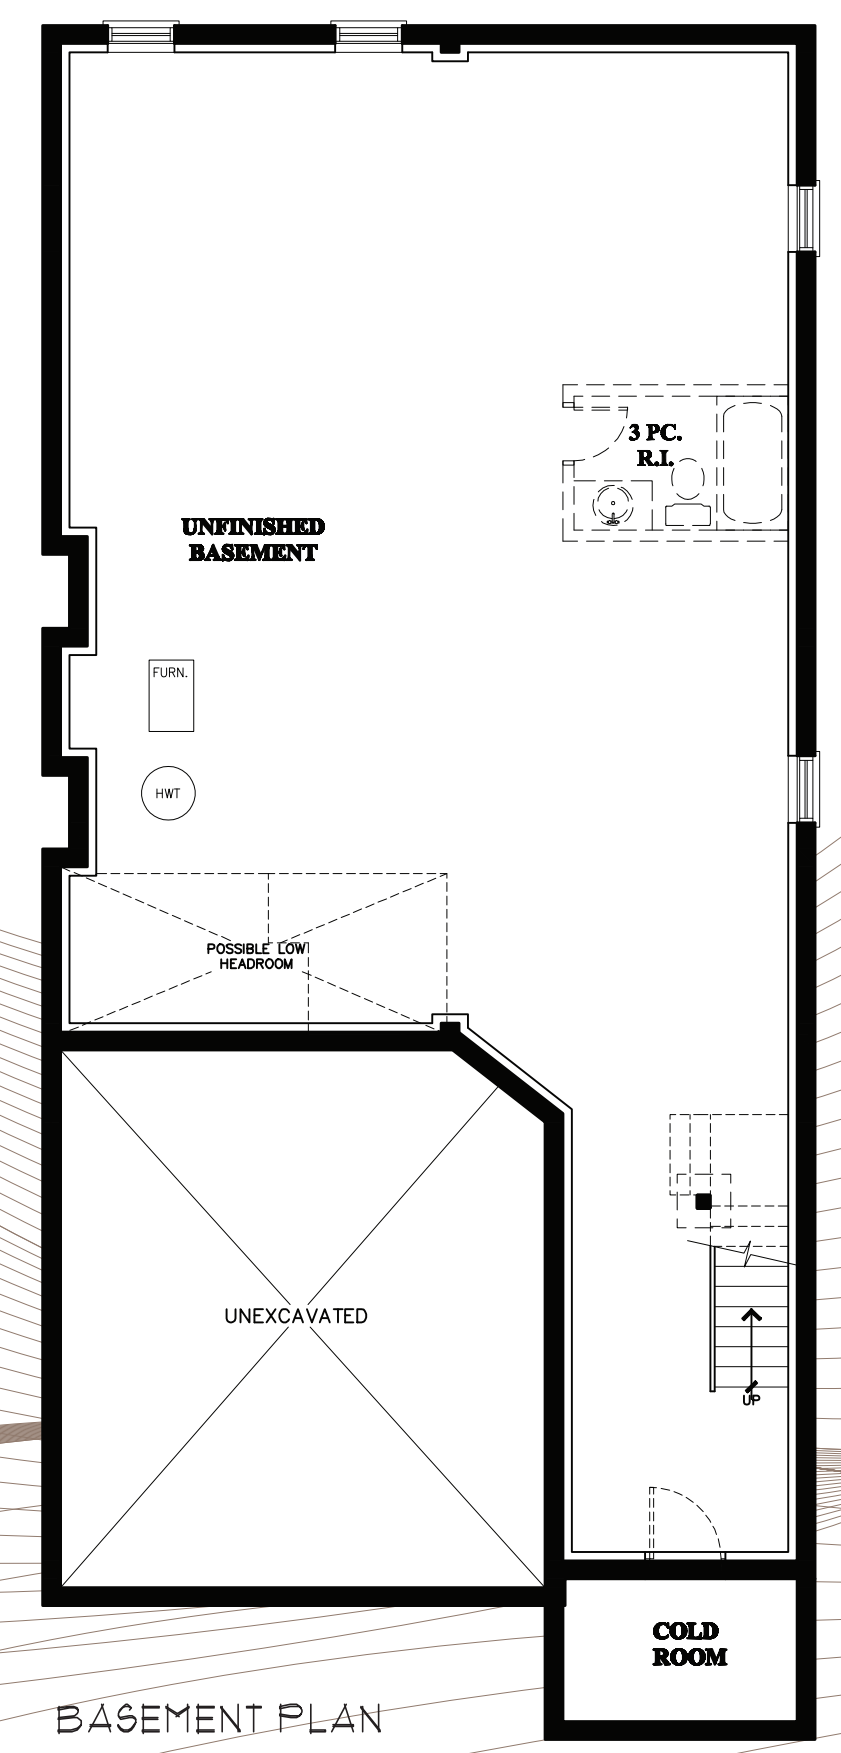 3 PC.
R.I.
UNFINISHED
BASEMENT
FURN.
HWT
POSSIBLE LOW
HEADROOM
UNEXCAVATED
UP
COLD
ROOM
BASEMENT PLAN